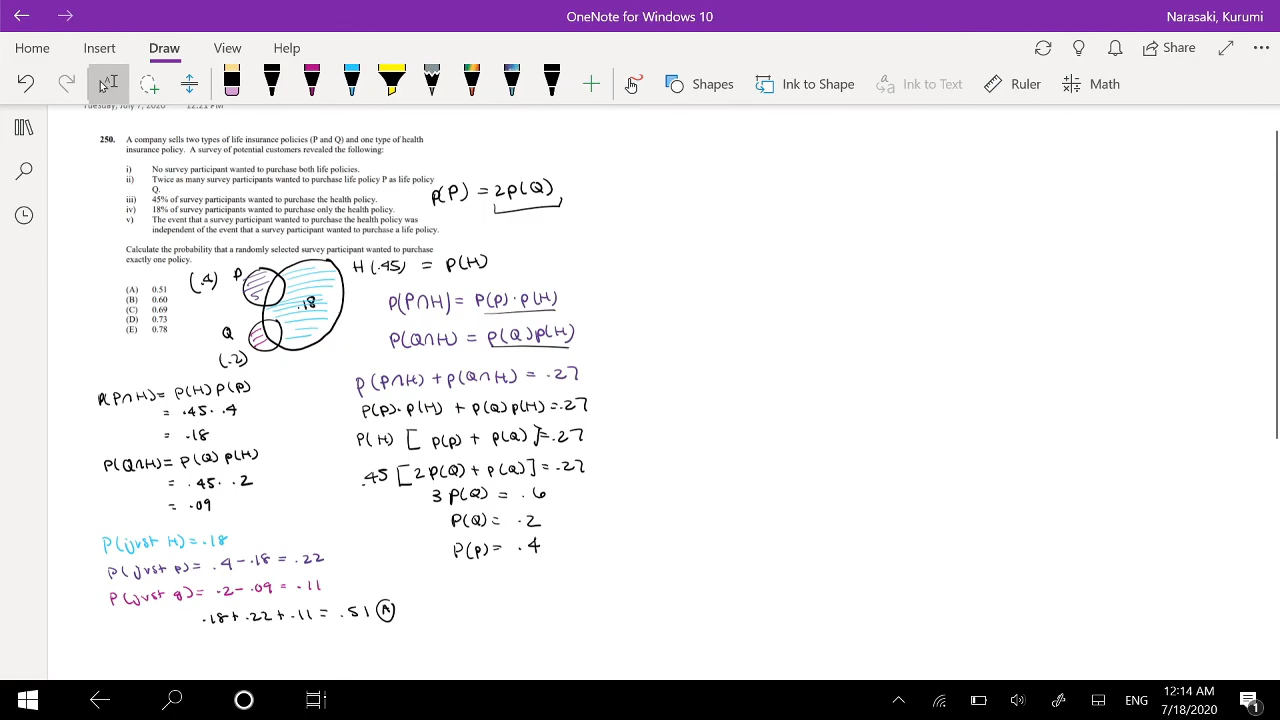 OneNote for Windows 10
Narasaki, Kurumi
Home Insert Draw View Help
Share
Shapes Ink to Shape Ink to Text Ruler Math
Tuesday, July 7, 2020 12:21 PM
250. A company sells two types of life insurance policies (P and Q) and one type of health
insurance policy. A survey of potential customers revealed the following:
i) No survey participant wanted to purchase both life policies.
ii) Twice as many survey participants wanted to purchase life policy P as life policy
Q.
iii) 45% of survey participants wanted to purchase the health policy.
iv) 18% of survey participants wanted to purchase only the health policy.
v) The event that a survey participant wanted to purchase the health policy was
independent of the event that a survey participant wanted to purchase a life policy.
Calculate the probability that a randomly selected survey participant wanted to purchase
exactly one policy.
(A) 0.51
(B) 0.60
(C) 0.69
(D) 0.73
(E) 0.78
P(P) = 2P(Q)
(.4) P
.18
Q
(.2)
H (.45) = P(H)
P(P∩H) = P(P)·P(H)
P(Q∩H) = P(Q)P(H)
P(P∩H) + P(Q∩H) = .27
P(P)·P(H) + P(Q)P(H) = .27
P(H) [P(P) + P(Q)] = .27
.45 [2P(Q) + P(Q)] = .27
3 P(Q) = .6
P(Q) = .2
P(P) = .4
P(P∩H) = P(H) P(P)
= .45 · .4
= .18
P(Q∩H) = P(Q) P(H)
= .45 · .2
= .09
P(just H) = .18
P(just P) = .4 - .18 = .22
P(just q) = .2 - .09 = .11
.18 + .22 + .11 = .51 (A)
ENG
12:14 AM
7/18/2020
1